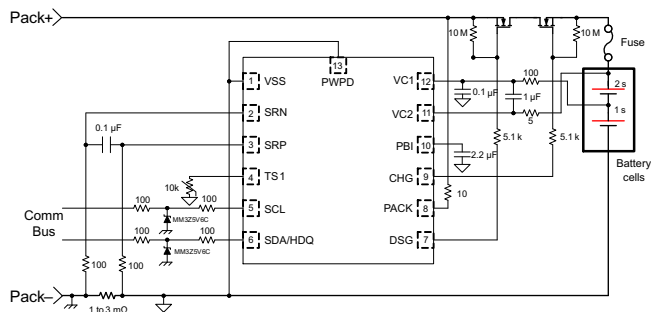 Pack+
10 M
10 M
Fuse
13
PWPD
1
VSS
VC1
12
100
2 s
0.1 µF
1 µF
2
SRN
VC2
11
5
1 s
0.1 µF
3
SRP
PBI
10
5.1 k
5.1 k
2.2 µF
Battery
cells
10k
4
TS1
CHG
9
100
100
5
SCL
PACK
8
10
Comm
Bus
MM3Z5V6C
100
100
6
SDA/HDQ
DSG
7
MM3Z5V6C
100
100
Pack–
1 to 3 mΩ